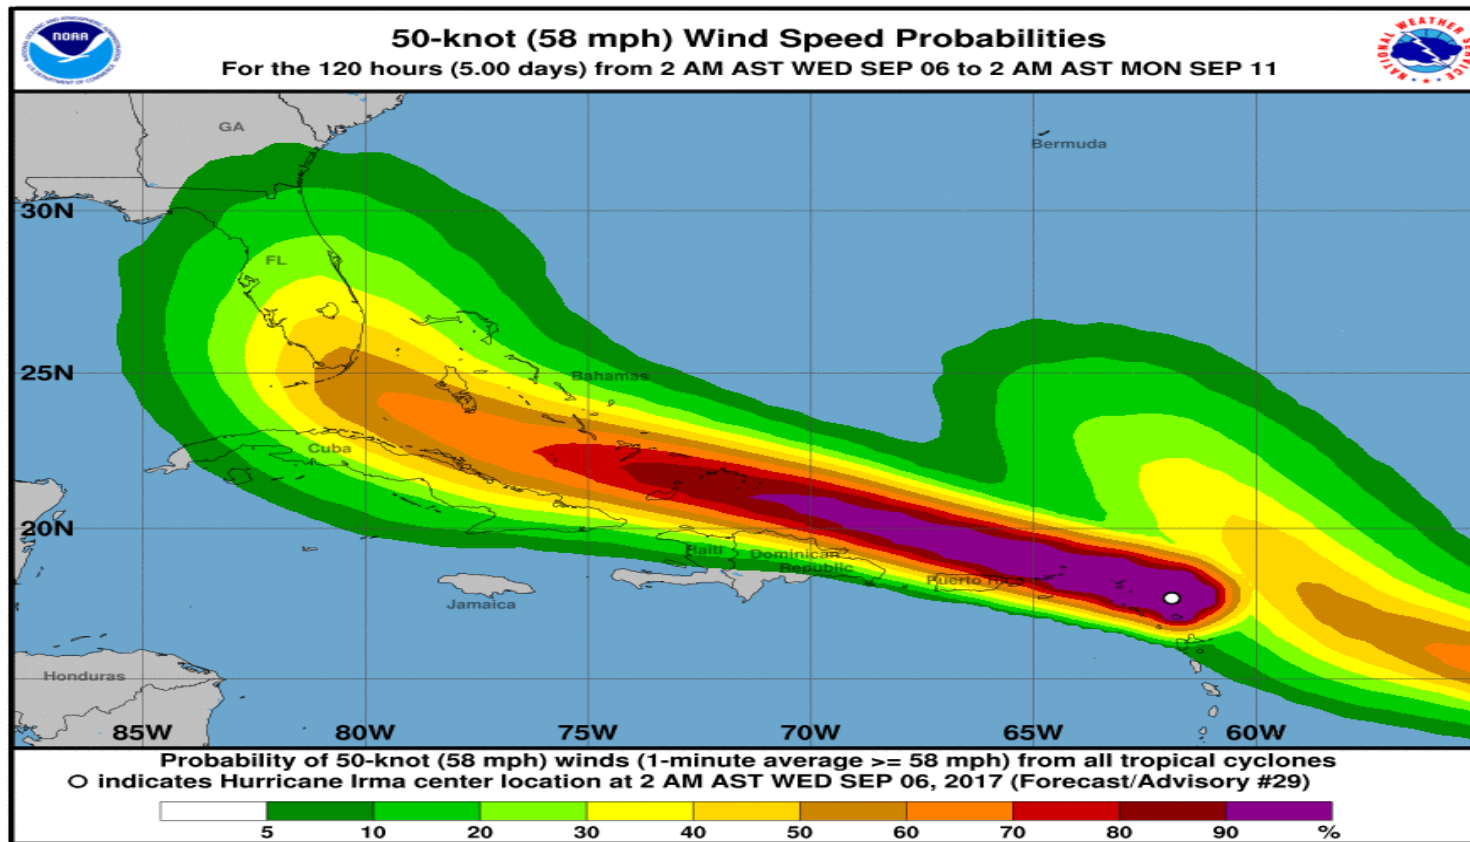 50-knot (58 mph) Wind Speed Probabilities
For the 120 hours (5.00 days) from 2 AM AST WED SEP 06 to 2 AM AST MON SEP 11
NOAA
NATIONAL WEATHER SERVICE
GA
Bermuda
30N
FL
25N
Bahamas
Cuba
20N
Haiti
Dominican
Republic
Puerto Rico
Jamaica
Honduras
85W 80W 75W 70W 65W 60W
Probability of 50-knot (58 mph) winds (1-minute average >= 58 mph) from all tropical cyclones
O indicates Hurricane Irma center location at 2 AM AST WED SEP 06, 2017 (Forecast/Advisory #29)
5 10 20 30 40 50 60 70 80 90 %